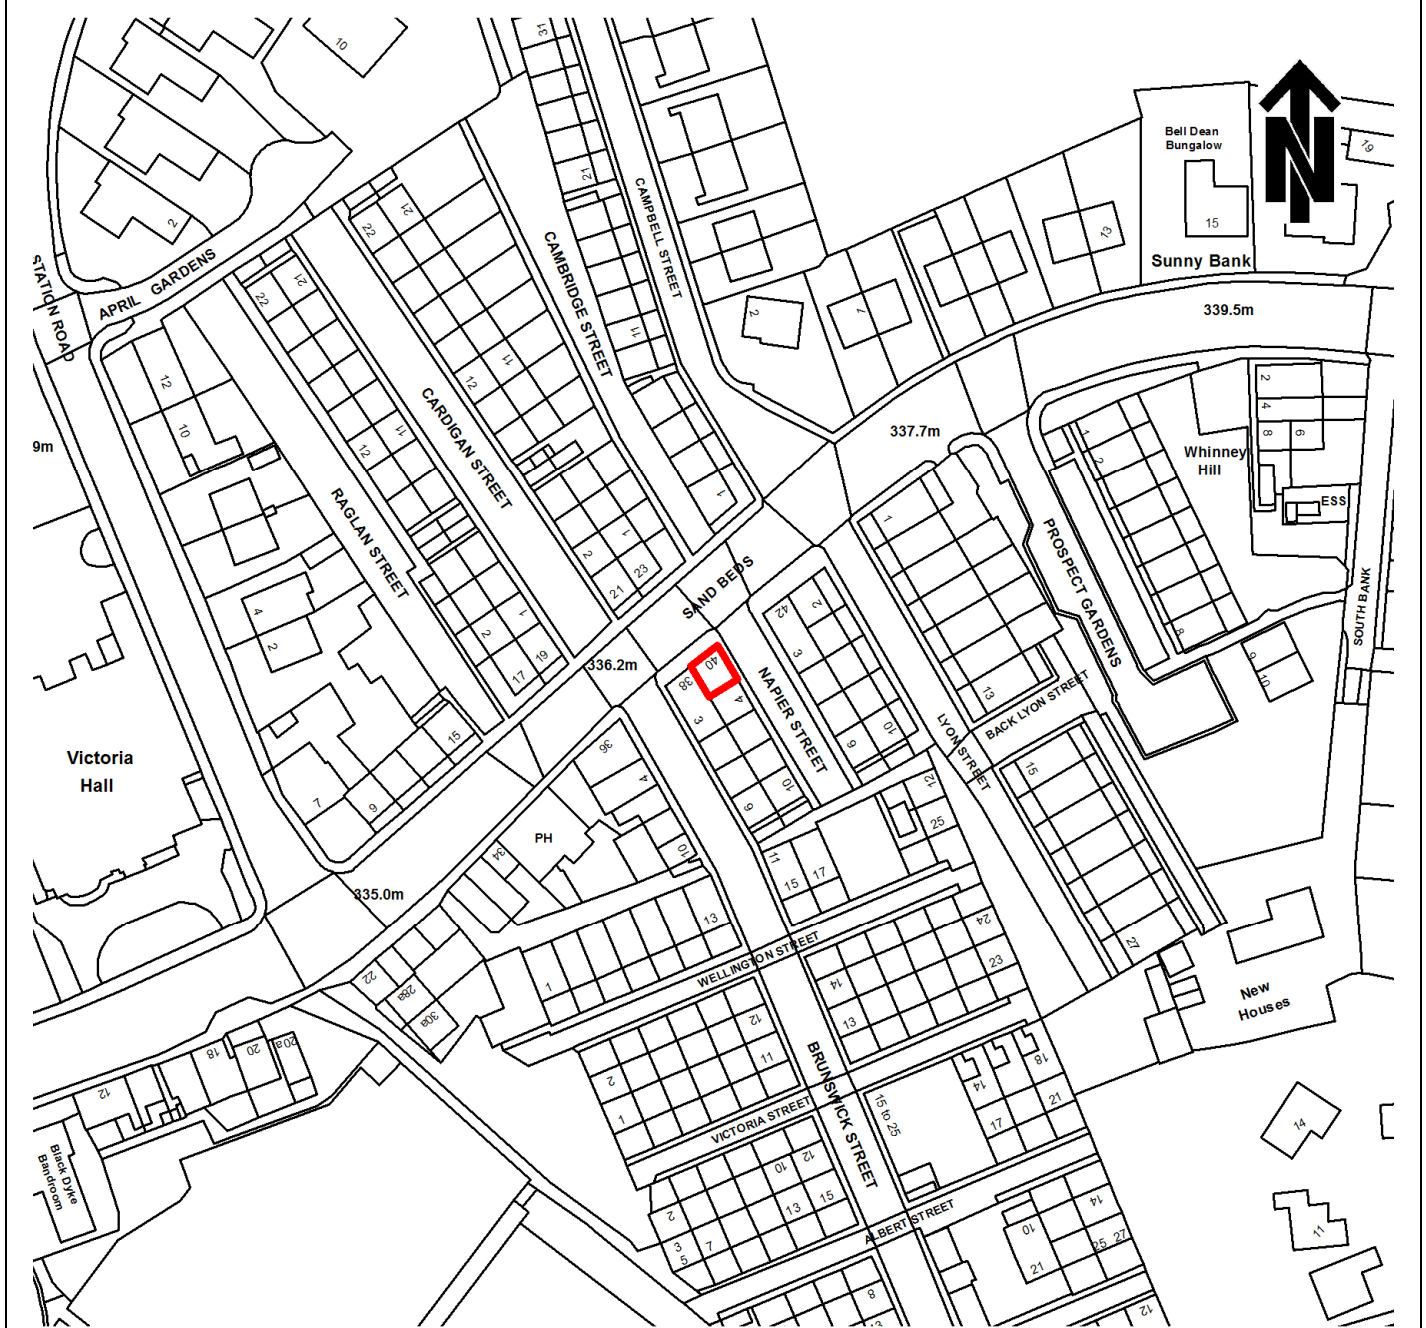 10
31
N
Bell Dean
Bungalow
19
21
CAMPBELL STREET
2
21
22
15
13
Sunny Bank
APRIL GARDENS
STATION ROAD
CAMBRIDGE STREET
21
22
2
7
339.5m
11
11
12
12
10
CARDIGAN STREET
11
12
337.7m
2
4
8
6
Whinney
Hill
ESS
9m
RAGLAN STREET
1
1
1
2
PROSPECT GARDENS
SOUTH BANK
2
1
23
21
SAND BEDS
4
2
2
1
19
17
336.2m
42
2
3
40
38
4
3
NAPIER STREET
8
9
10
13
BACK LYON STREET
LYON STREET
15
36
4
10
9
10
9
Victoria
Hall
7
9
15
PH
34
10
11
15
17
12
25
15
335.0m
13
24
27
WELLINGTON STREET
22
28a
30a
1
14
13
23
New
Houses
12
18
20
20a
12
11
2
1
BRUNSWICK STREET
14
18
VICTORIA STREET
15 to 25
17
21
14
Black Dyke
Bandroom
10
12
2
13
15
3
5
7
ALBERT STREET
10
14
21
25
27
11
8
13
12